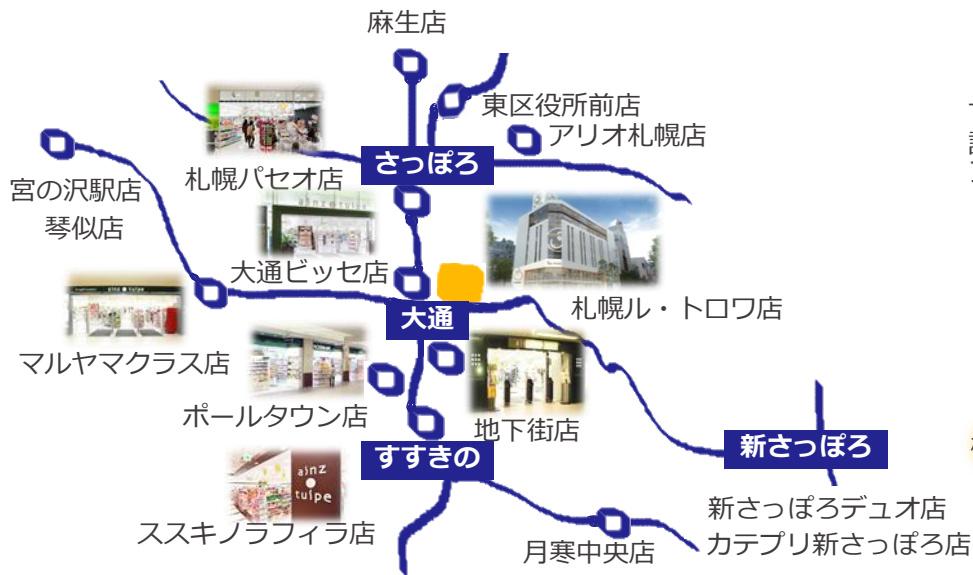 麻生店
東区役所前店
アリオ札幌店
さっぽろ
札幌パセオ店
宮の沢駅店
琴似店
ainz tulpe
大通ビッセ店
札幌ル・トロワ店
大通
マルヤマクラス店
ポールタウン店
地下街店
すすきの
新さっぽろ
ainz
tulpe
ススキノラフィラ店
月寒中央店
新さっぽろデュオ店
カテプリ新さっぽろ店